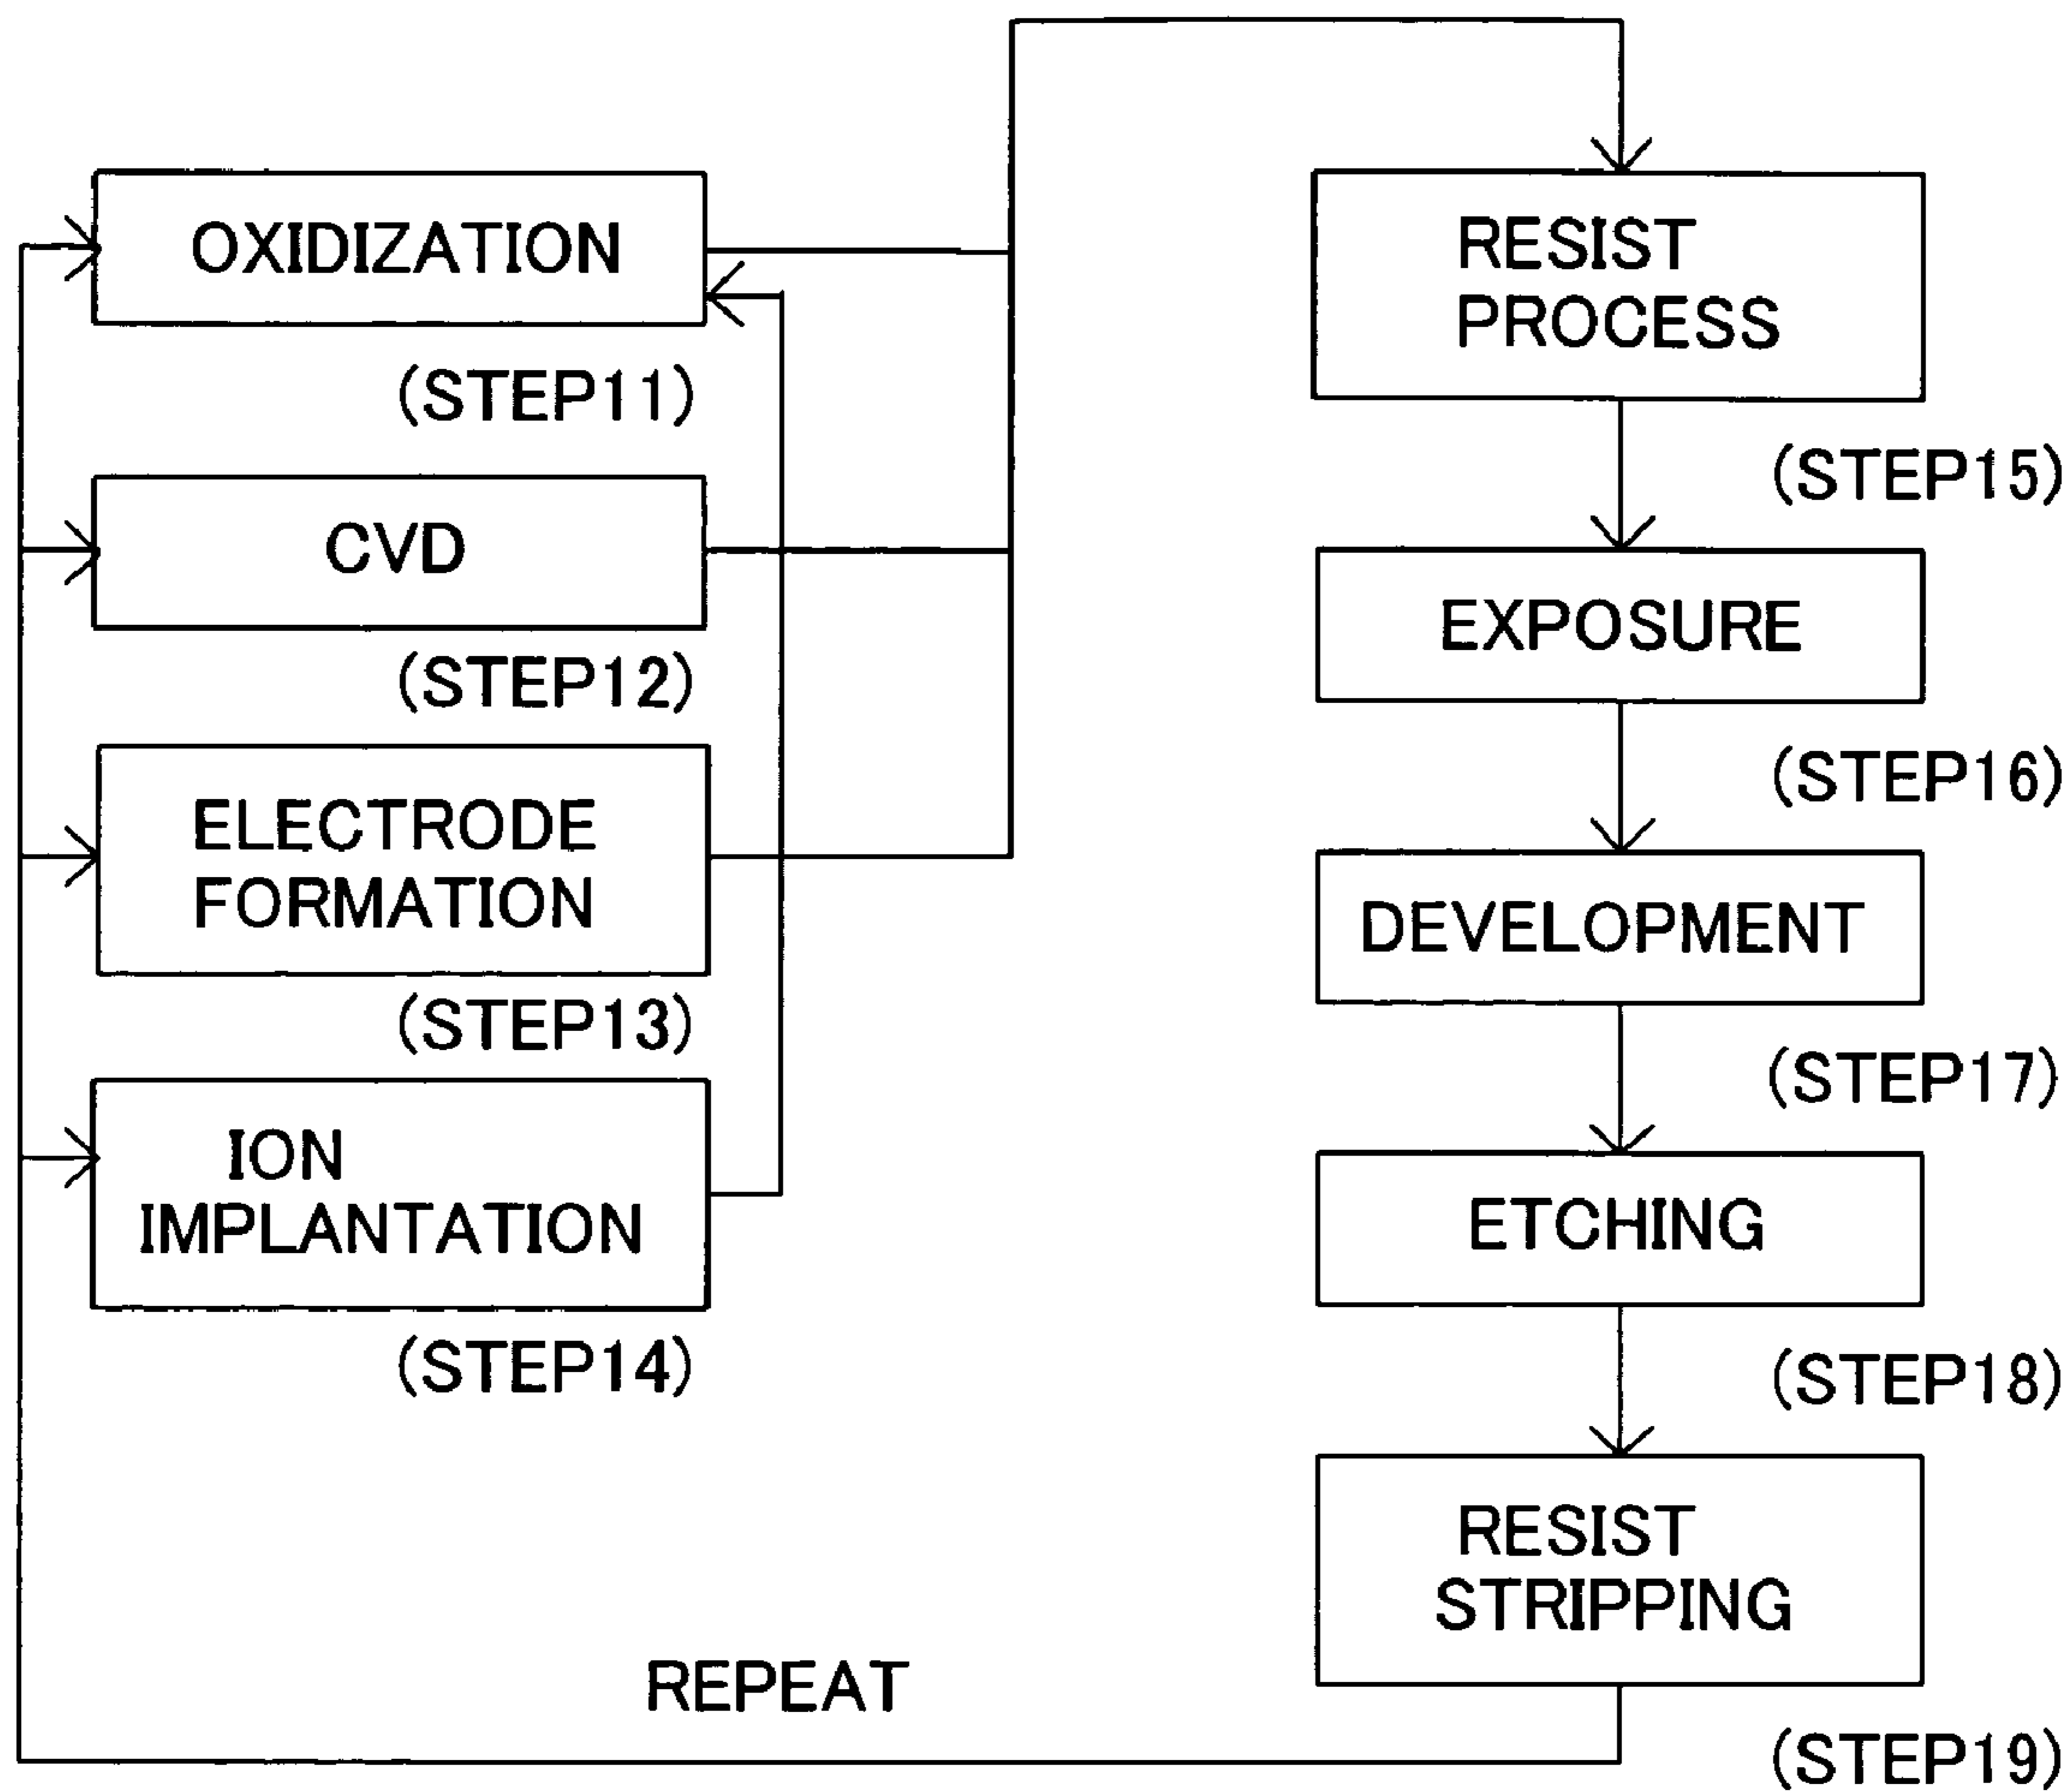 OXIDIZATION
(STEP11)
CVD
(STEP12)
ELECTRODE
FORMATION
(STEP13)
ION
IMPLANTATION
(STEP14)
RESIST
PROCESS
(STEP15)
EXPOSURE
(STEP16)
DEVELOPMENT
(STEP17)
ETCHING
(STEP18)
RESIST
STRIPPING
(STEP19)
REPEAT